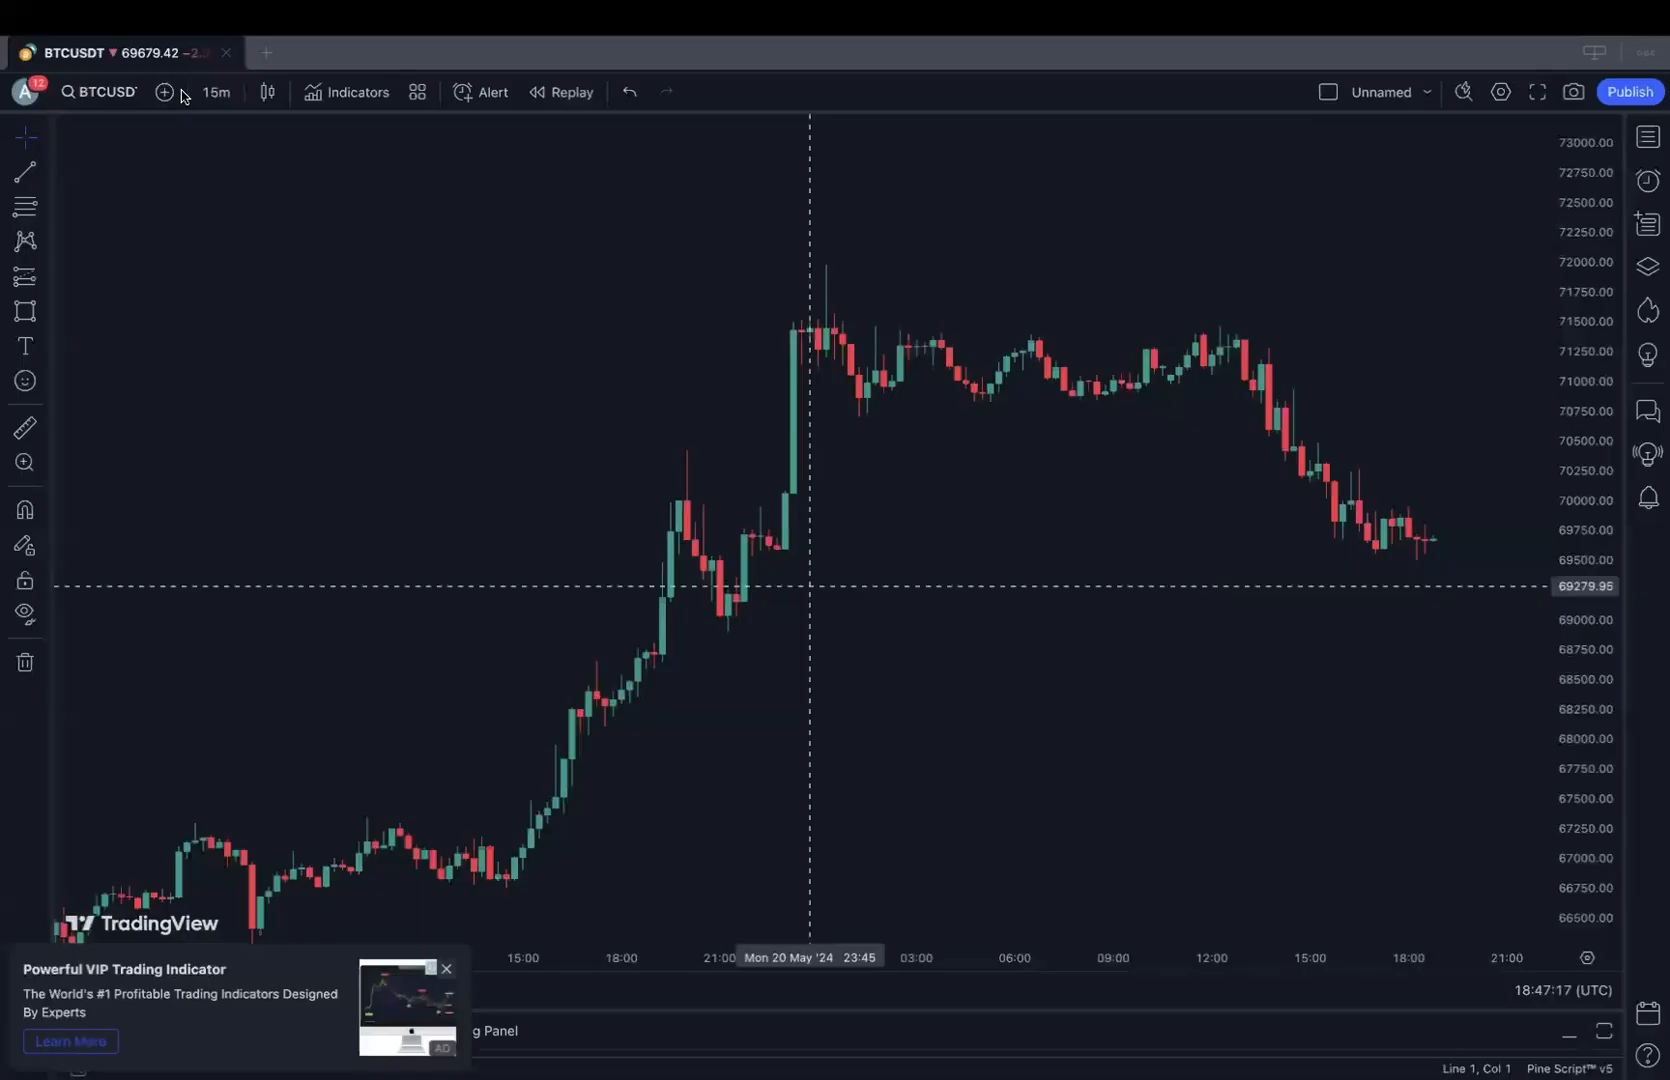 BTCUSDT ▼ 69679.42 −2.
12
A
BTCUSD
15m
Indicators
Alert
Replay
Unnamed
Publish
73000.00
72750.00
72500.00
72250.00
72000.00
71750.00
71500.00
71250.00
71000.00
70750.00
70500.00
70250.00
70000.00
69750.00
69500.00
69279.95
69000.00
68750.00
68500.00
68250.00
68000.00
67750.00
67500.00
67250.00
67000.00
66750.00
66500.00
TradingView
15:00 18:00 21:00 Mon 20 May '24 23:45 03:00 06:00 09:00 12:00 15:00 18:00 21:00
18:47:17 (UTC)
Powerful VIP Trading Indicator
The World's #1 Profitable Trading Indicators Designed
By Experts
Learn More
AD
g Panel
Line 1, Col 1 Pine Script™ v5